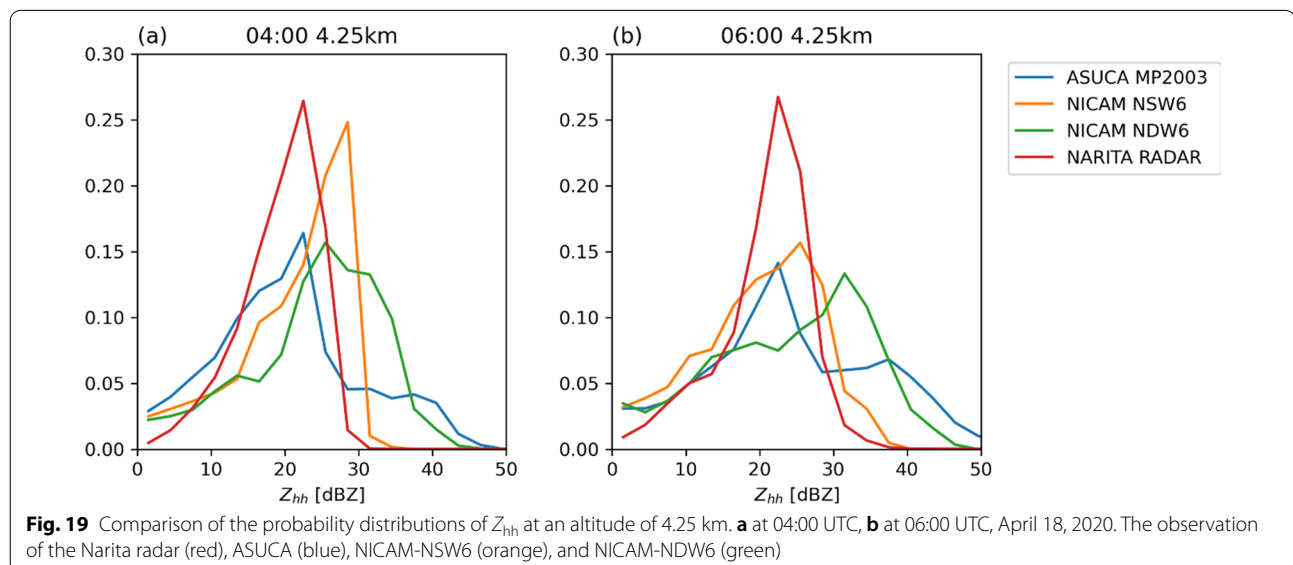 (a) 04:00 4.25km
0.30
0.25
0.20
0.15
0.10
0.05
0.00
0 10 20 30 40 50
Zhh [dBZ]
(b) 06:00 4.25km
0.30
0.25
0.20
0.15
0.10
0.05
0.00
0 10 20 30 40 50
Zhh [dBZ]
ASUCA MP2003
NICAM NSW6
NICAM NDW6
NARITA RADAR
Fig. 19 Comparison of the probability distributions of Zhh at an altitude of 4.25 km. a at 04:00 UTC, b at 06:00 UTC, April 18, 2020. The observation
of the Narita radar (red), ASUCA (blue), NICAM-NSW6 (orange), and NICAM-NDW6 (green)